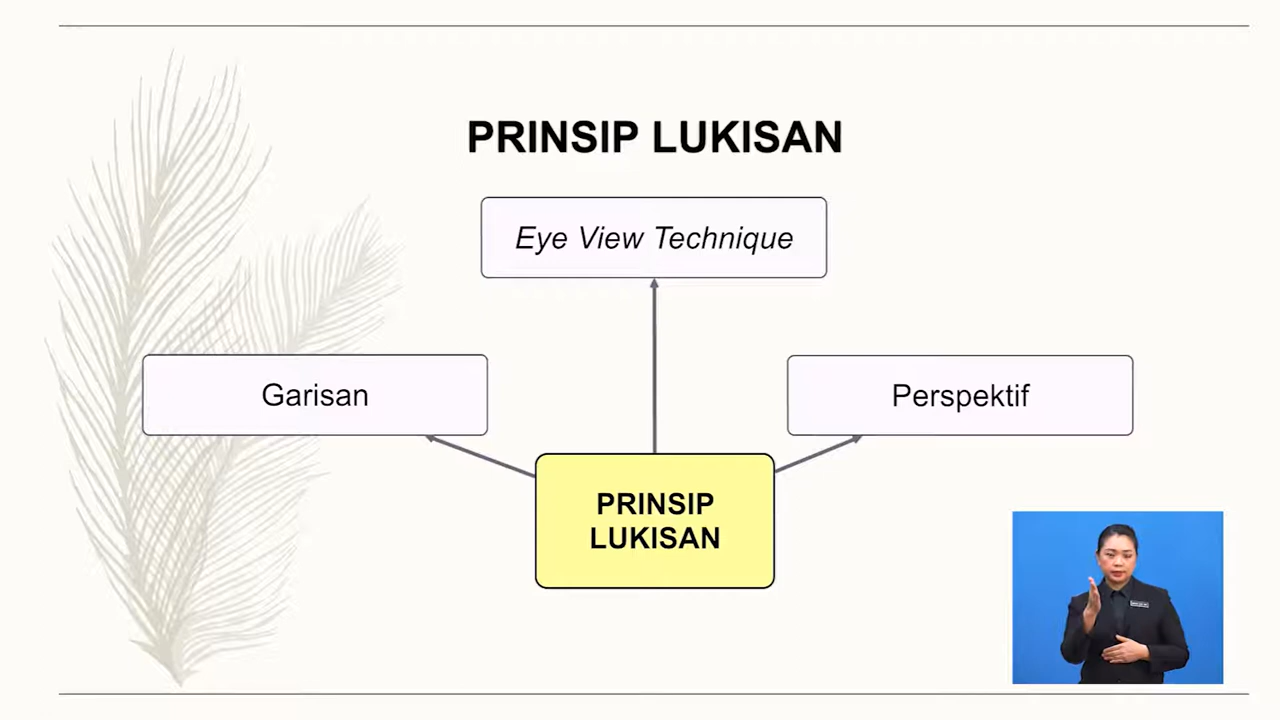 PRINSIP LUKISAN
Eye View Technique
Garisan
Perspektif
PRINSIP
LUKISAN